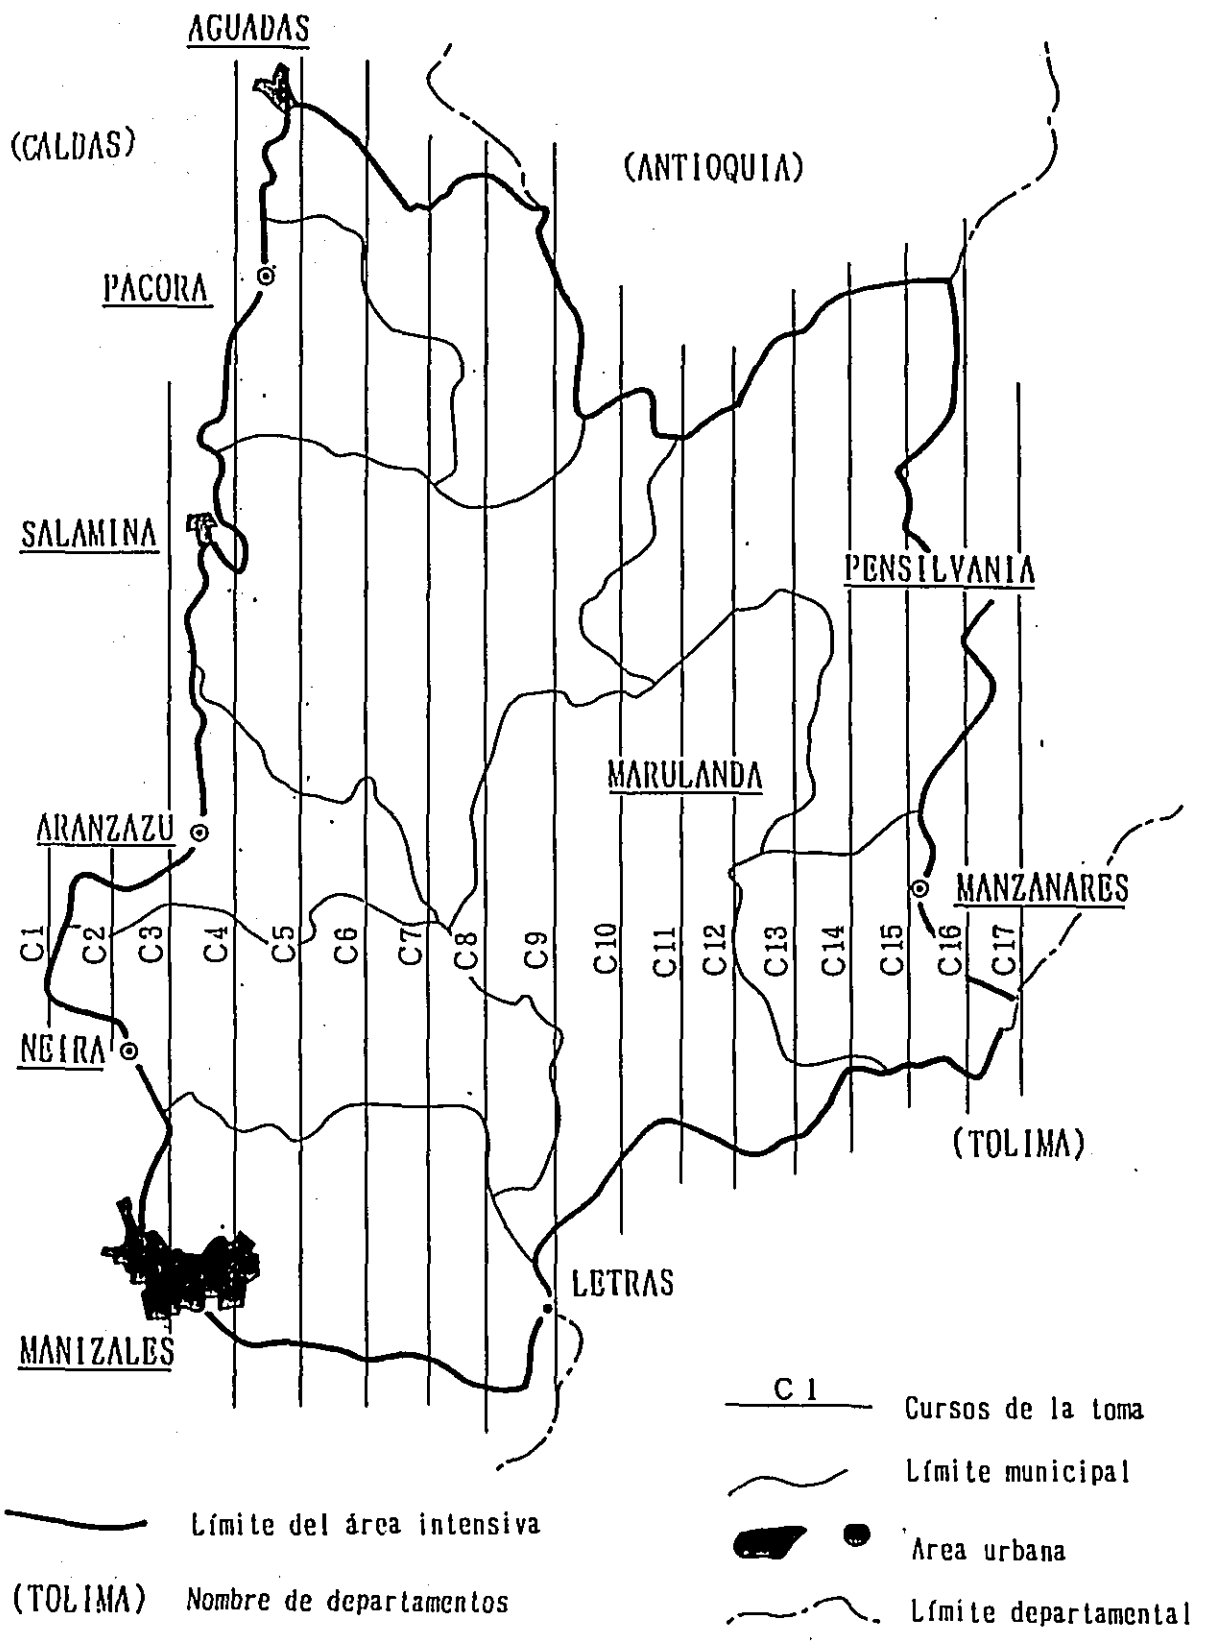 AGUADAS
(CALDAS)
(ANTIOQUIA)
PACORA
SALAMINA
PENSILVANIA
MARULANDA
ARANZAZU
MANZANARES
C1
C2
C3
C4
C5
C6
C7
C8
C9
C10
C11
C12
C13
C14
C15
C16
C17
NEIRA
(TOLIMA)
LETRAS
MANIZALES
C 1
Cursos de la toma
Límite municipal
Límite del área intensiva
Area urbana
(TOLIMA) Nombre de departamentos
Límite departamental